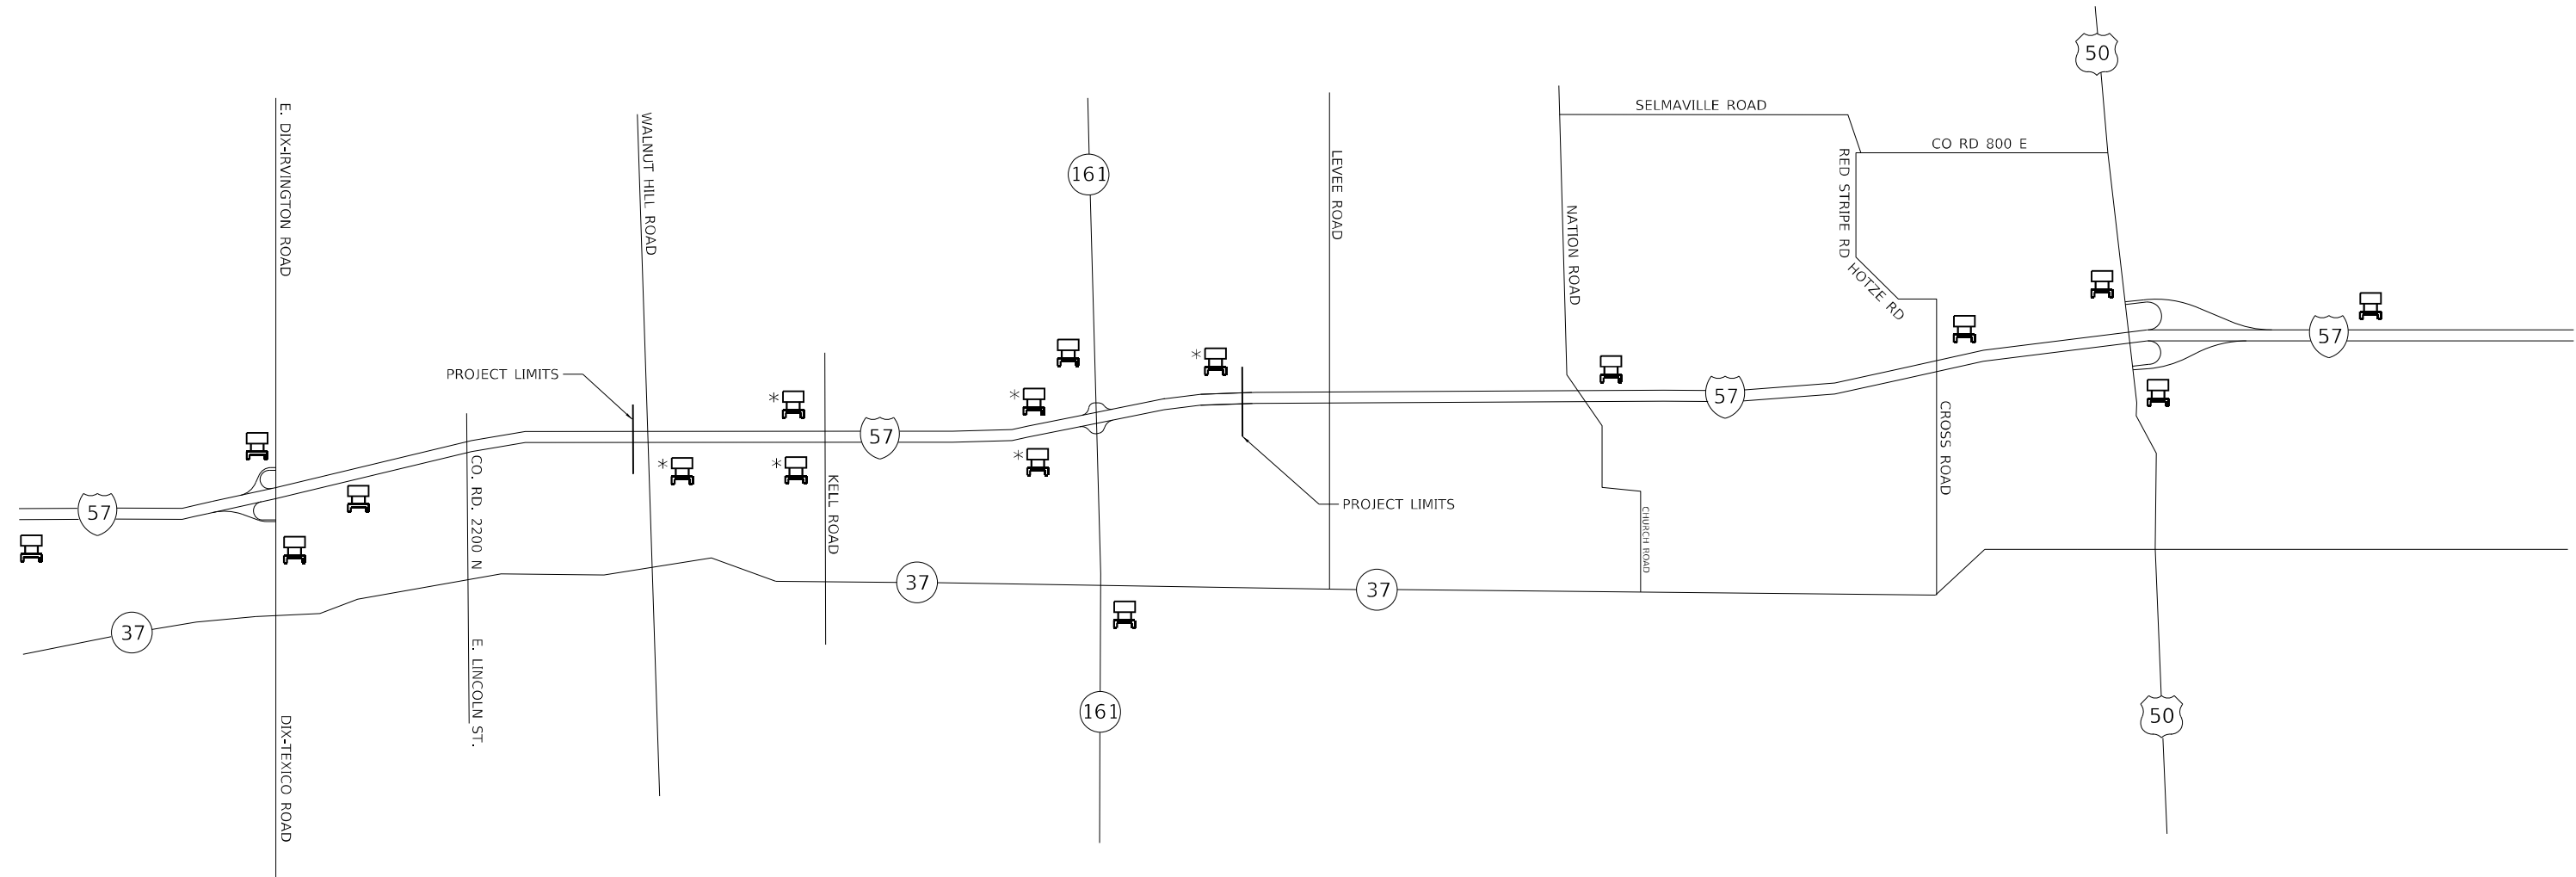 50
E. DIX-IRVINGTON ROAD
WALNUT HILL ROAD
SELMAVILLE ROAD
CO RD 800 E
161
LEVEE ROAD
RED STRIPE RD
NATION ROAD
HOTZE RD
PROJECT LIMITS
*
*
*
57
57
57
57
*
*
*
CO. RD. 2200 N
KELL ROAD
CROSS ROAD
PROJECT LIMITS
CHURCH ROAD
37
37
37
E. LINCOLN ST.
161
50
DIX-TEXICO ROAD